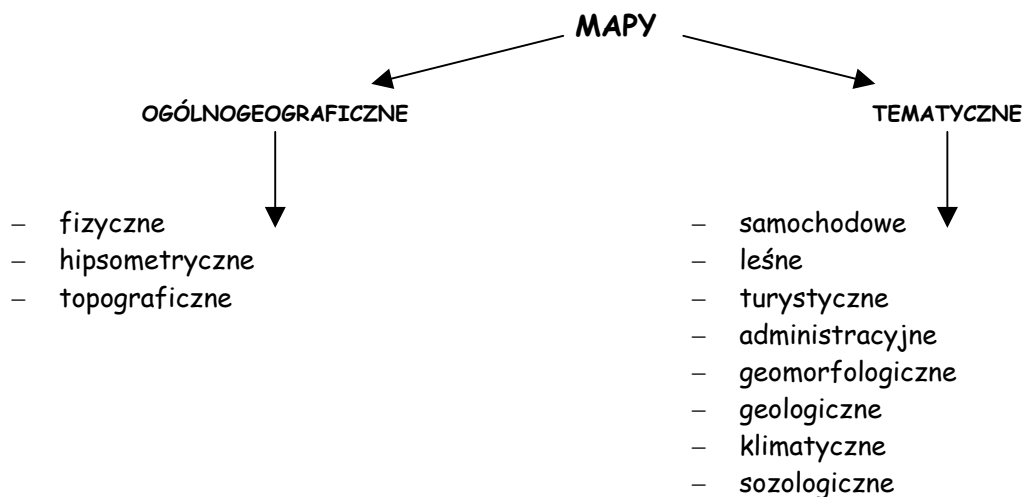 MAPY
OGÓLNOGEOGRAFICZNE
TEMATYCZNE
– fizyczne
– hipsometryczne
– topograficzne
– samochodowe
– leśne
– turystyczne
– administracyjne
– geomorfologiczne
– geologiczne
– klimatyczne
– sozologiczne